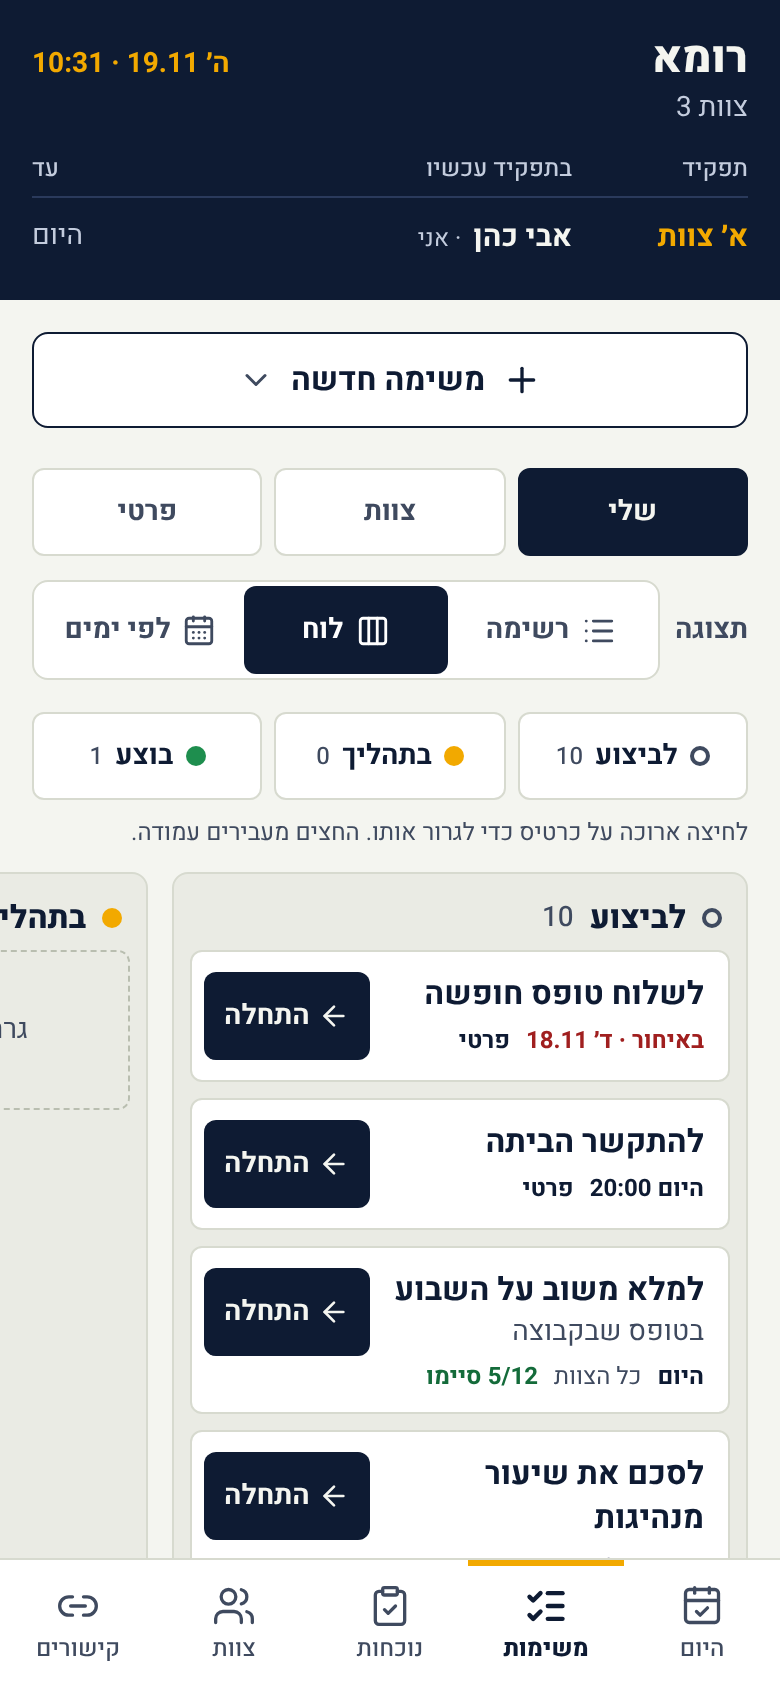 רומא
ה׳ 19.11 · 10:31
צוות 3
תפקיד בתפקיד עכשיו עד
א׳ צוות אבי כהן · אני היום
משימה חדשה
שלי צוות פרטי
תצוגה רשימה לוח לפי ימים
לביצוע 10 בתהליך 0 בוצע 1
לחיצה ארוכה על כרטיס כדי לגרור אותו. החצים מעבירים עמודה.
לביצוע 10
לשלוח טופס חופשה
באיחור · ד׳ 18.11 פרטי
התחלה
להתקשר הביתה
היום 20:00 פרטי
התחלה
למלא משוב על השבוע
בטופס שבקבוצה
היום כל הצוות 5/12 סיימו
התחלה
לסכם את שיעור
מנהיגות
התחלה
היום משימות נוכחות צוות קישורים